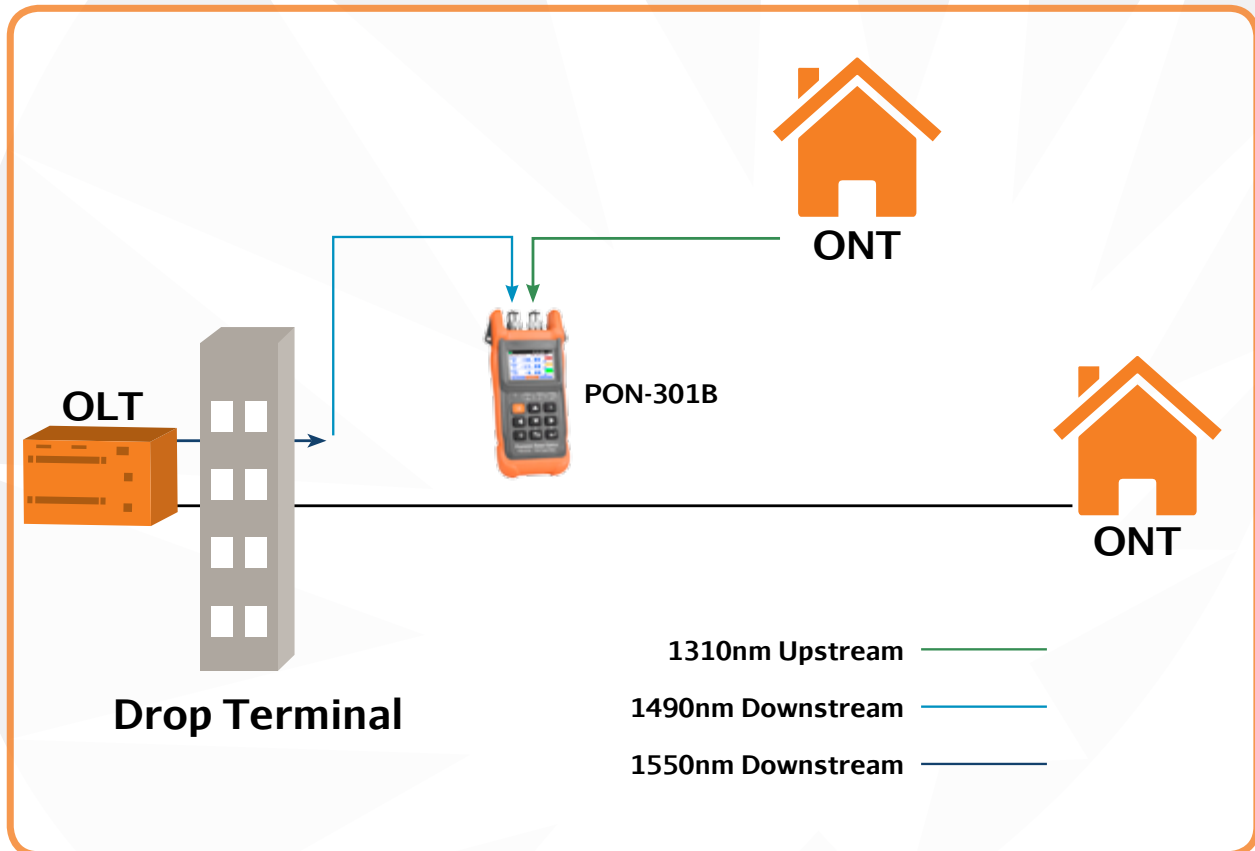 ONT
PON-301B
OLT
ONT
1310nm Upstream
Drop Terminal
1490nm Downstream
1550nm Downstream